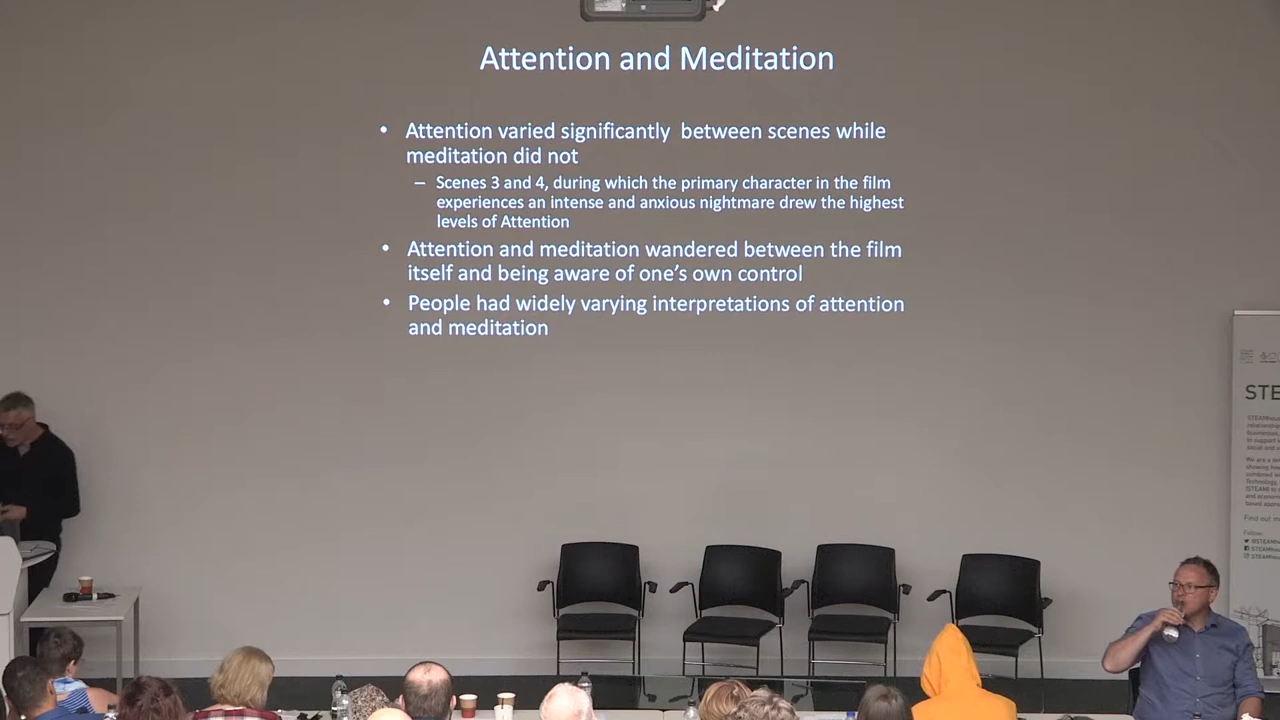 Attention and Meditation
• Attention varied significantly between scenes while
meditation did not
– Scenes 3 and 4, during which the primary character in the film
experiences an intense and anxious nightmare drew the highest
levels of Attention
• Attention and meditation wandered between the film
itself and being aware of one's own control
• People had widely varying interpretations of attention
and meditation
STE
Find out
Follow: